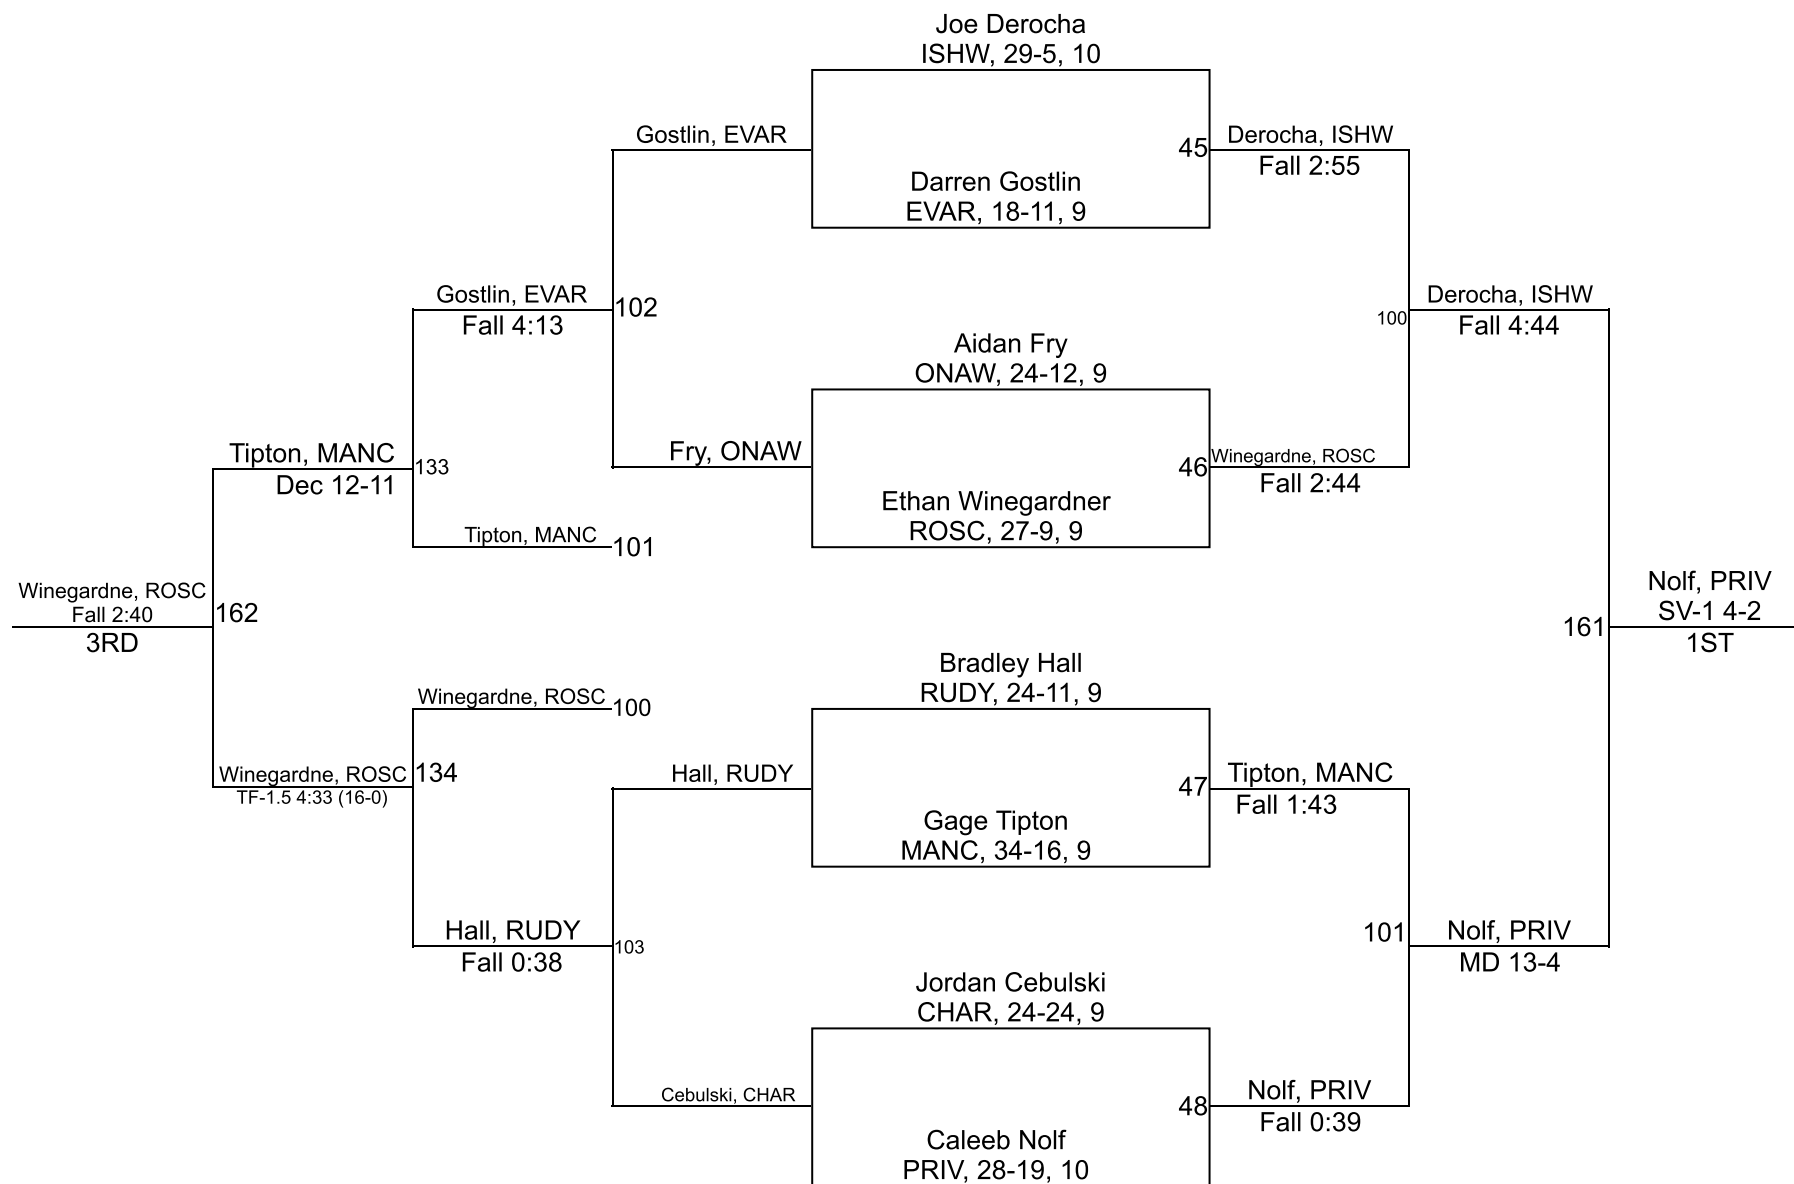 Joe Derocha
ISHW, 29-5, 10
Gostlin, EVAR
45
Derocha, ISHW
Fall 2:55
Darren Gostlin
EVAR, 18-11, 9
Gostlin, EVAR
Fall 4:13
102
Derocha, ISHW
Fall 4:44
100
Aidan Fry
ONAW, 24-12, 9
Tipton, MANC
Dec 12-11
133
Fry, ONAW
46
Winegardne, ROSC
Fall 2:44
Ethan Winegardner
ROSC, 27-9, 9
Tipton, MANC
101
Winegardne, ROSC
Fall 2:40
3RD
162
161
Nolf, PRIV
SV-1 4-2
1ST
Bradley Hall
RUDY, 24-11, 9
Winegardne, ROSC
100
Winegardne, ROSC
TF-1.5 4:33 (16-0)
134
Hall, RUDY
47
Tipton, MANC
Fall 1:43
Gage Tipton
MANC, 34-16, 9
Hall, RUDY
Fall 0:38
103
101
Nolf, PRIV
MD 13-4
Jordan Cebulski
CHAR, 24-24, 9
Cebulski, CHAR
48
Nolf, PRIV
Fall 0:39
Caleeb Nolf
PRIV, 28-19, 10